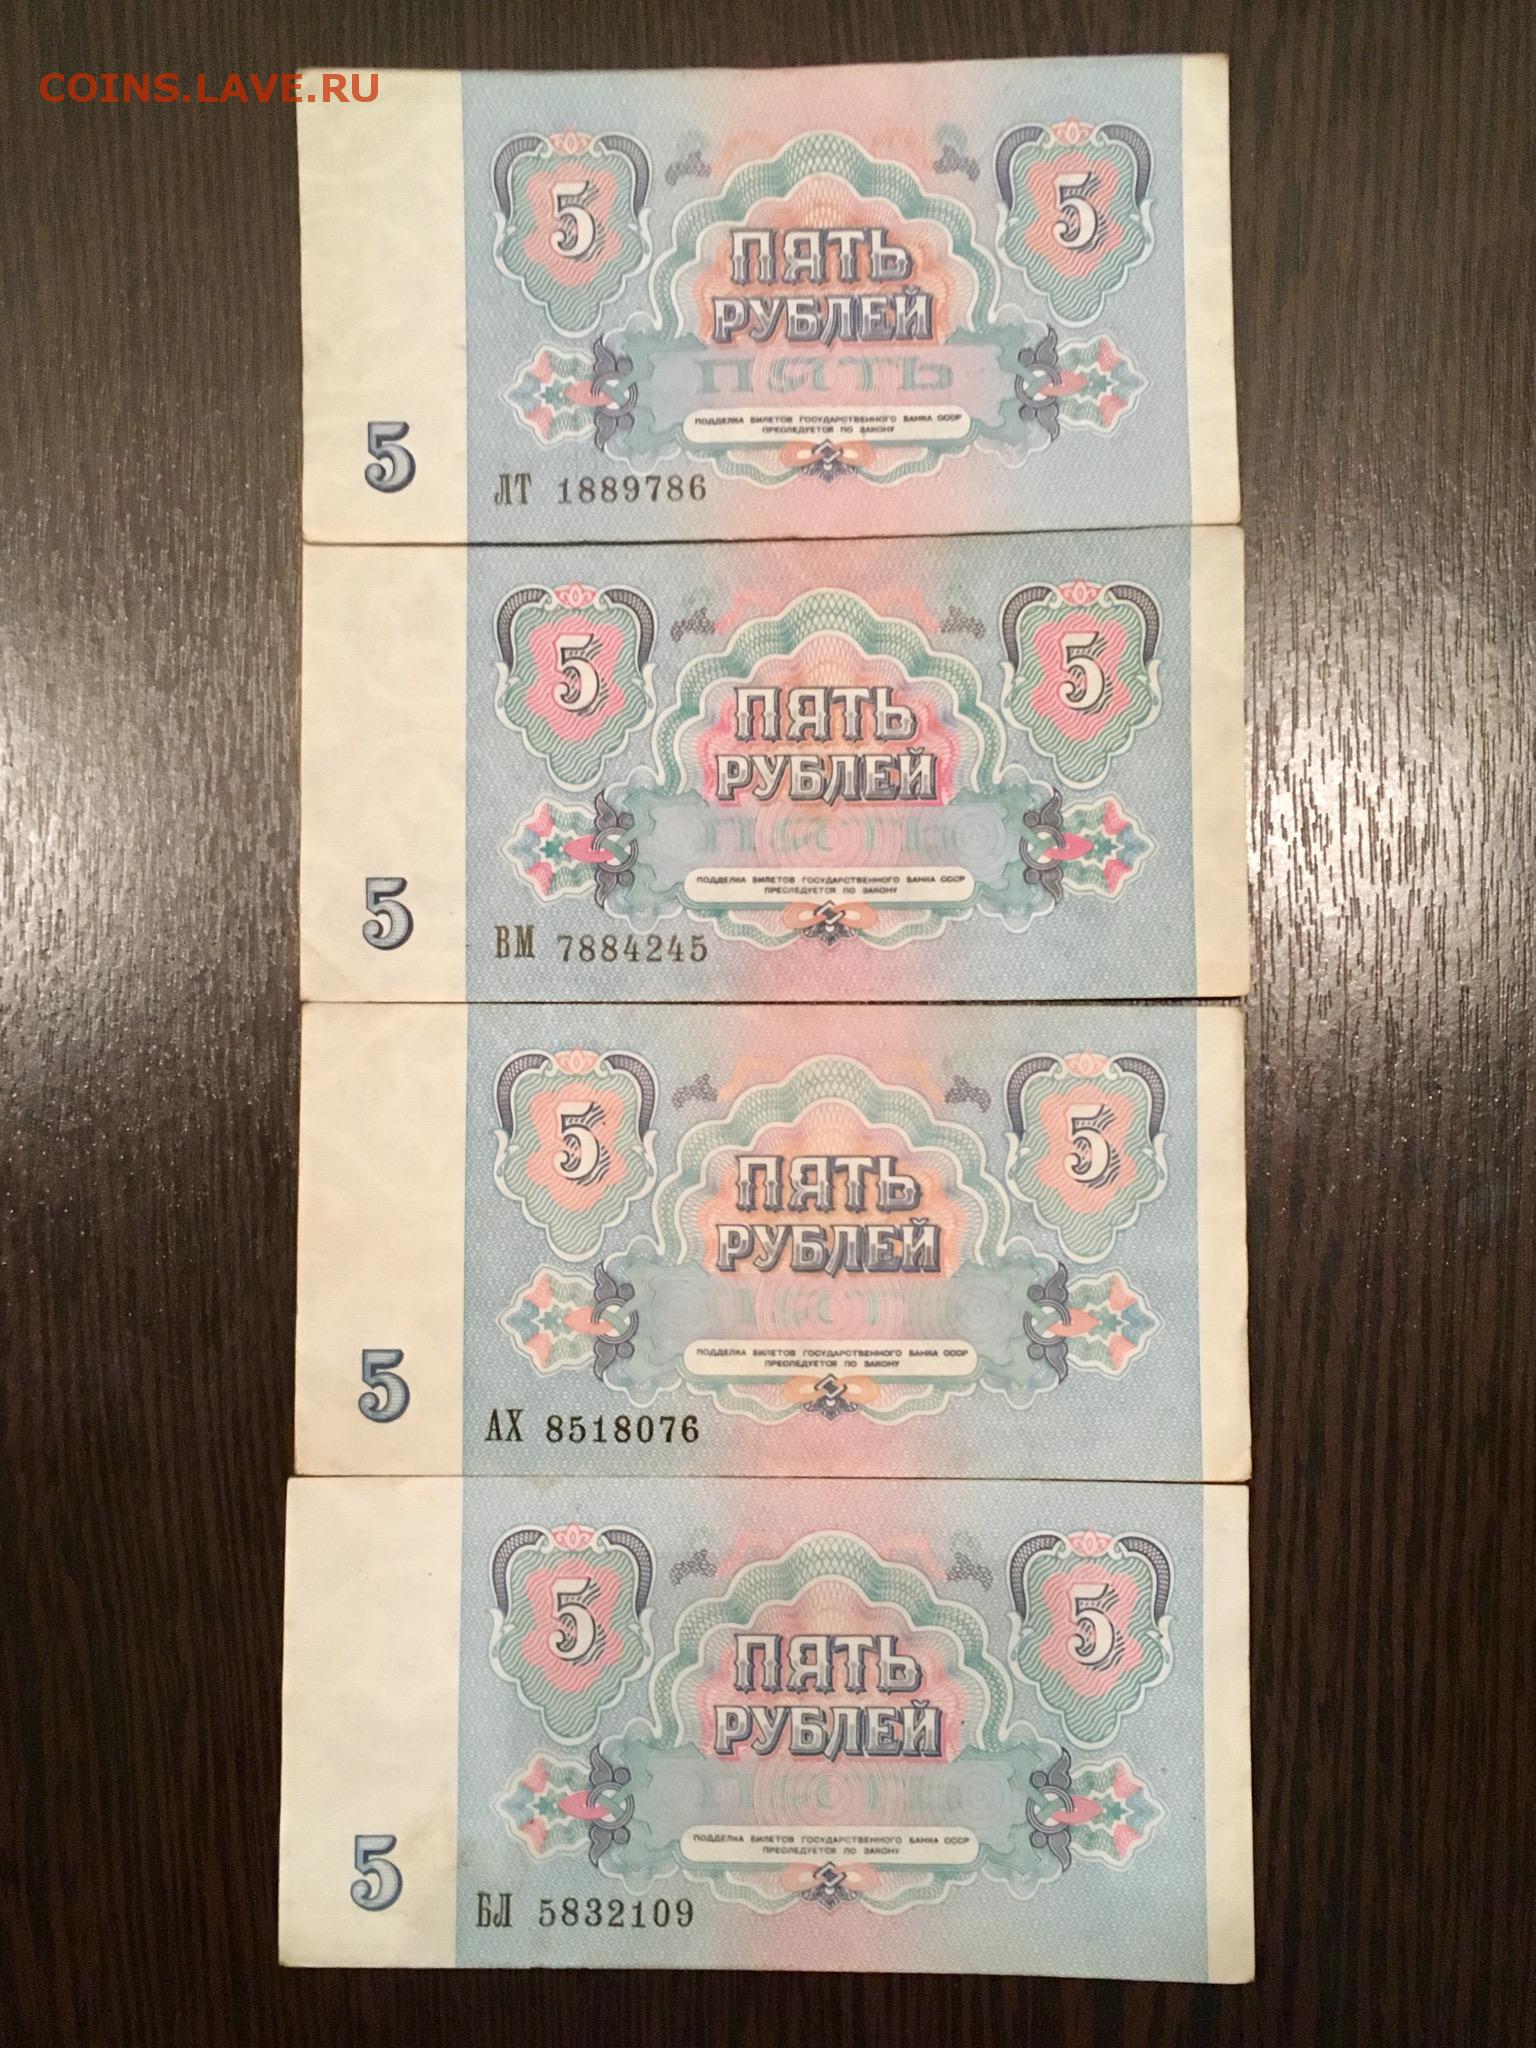 COINS.LAVE.RU
5 5
ПЯТЬ
РУБЛЕЙ
ПЯТЬ
ПОДДЕЛКА БИЛЕТОВ ГОСУДАРСТВЕННОГО БАНКА СССР
ПРЕСЛЕДУЕТСЯ ПО ЗАКОНУ
5
ЛТ 1889786
5 5
ПЯТЬ
РУБЛЕЙ
ПОДДЕЛКА БИЛЕТОВ ГОСУДАРСТВЕННОГО БАНКА СССР
ПРЕСЛЕДУЕТСЯ ПО ЗАКОНУ
5
ВМ 7884245
5 5
ПЯТЬ
РУБЛЕЙ
ПОДДЕЛКА БИЛЕТОВ ГОСУДАРСТВЕННОГО БАНКА СССР
ПРЕСЛЕДУЕТСЯ ПО ЗАКОНУ
5
АХ 8518076
5 5
ПЯТЬ
РУБЛЕЙ
ПОДДЕЛКА БИЛЕТОВ ГОСУДАРСТВЕННОГО БАНКА СССР
ПРЕСЛЕДУЕТСЯ ПО ЗАКОНУ
5
БЛ 5832109